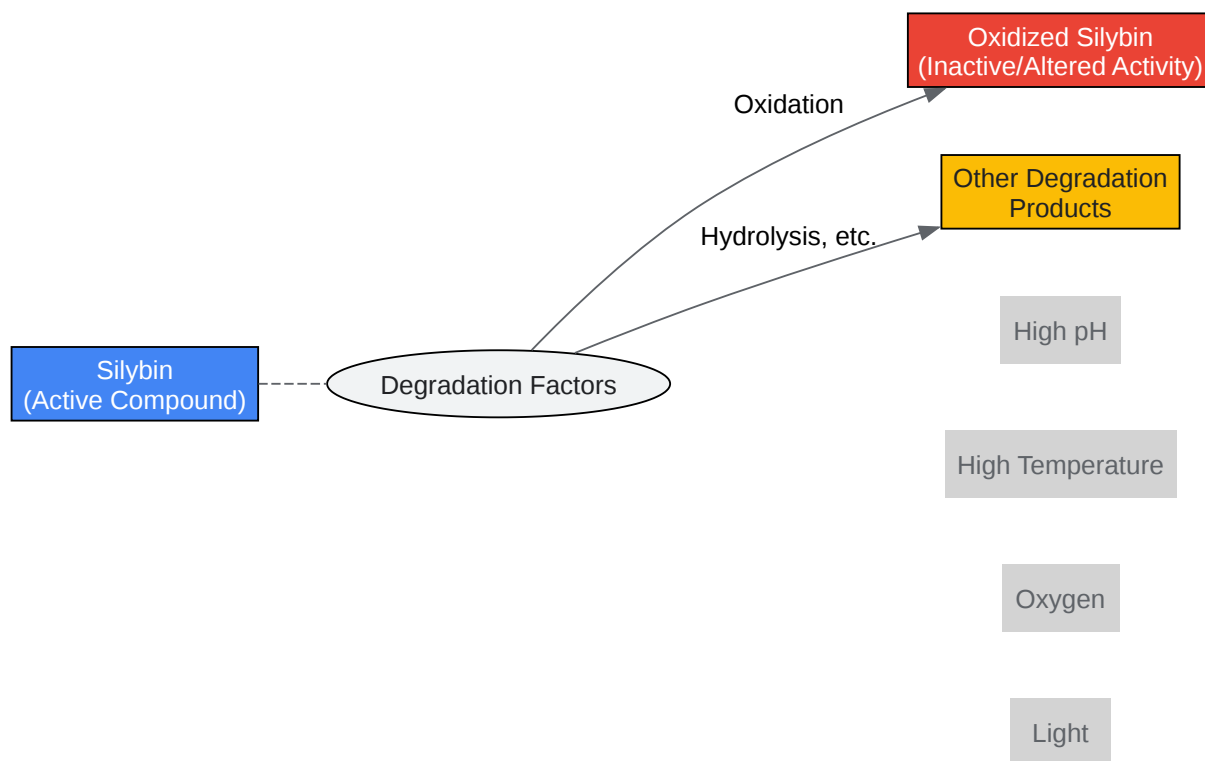 Oxidized Silybin
(Inactive/Altered Activity)
Oxidation
Other Degradation
Products
Hydrolysis, etc.
High pH
Silybin
(Active Compound)
Degradation Factors
High Temperature
Oxygen
Light